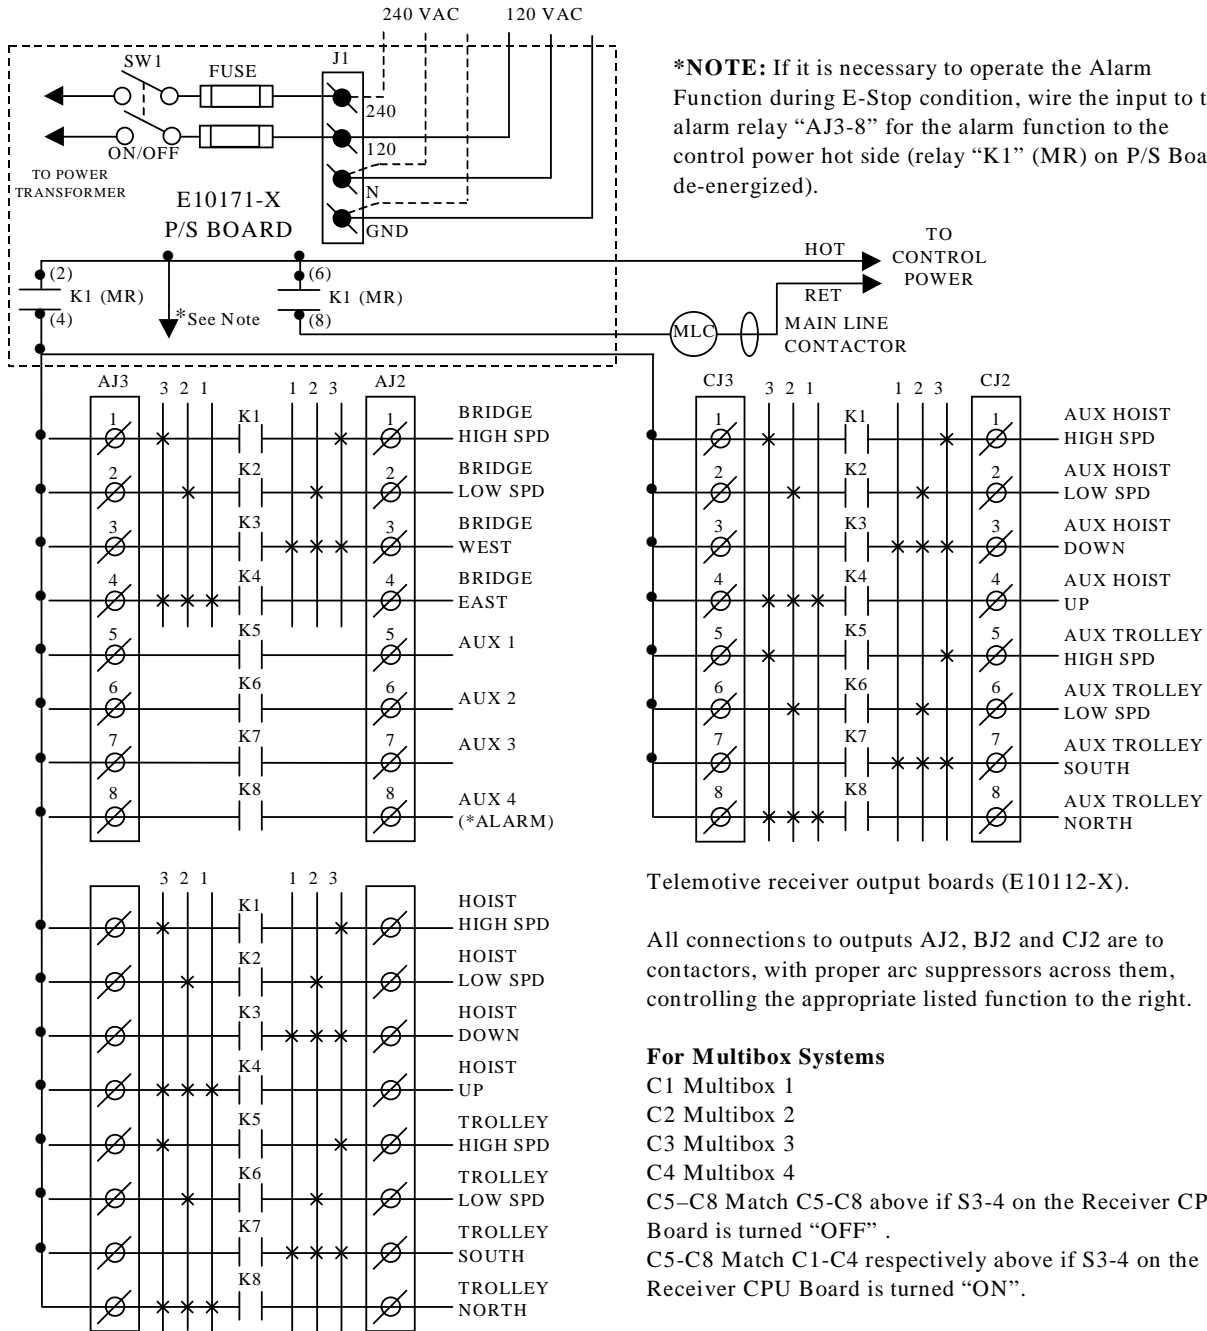 240 VAC
120 VAC
SW1
FUSE
J1
240
120
ON/OFF
N
GND
TO POWER
TRANSFORMER
E10171-X
P/S BOARD
*NOTE: If it is necessary to operate the Alarm
Function during E-Stop condition, wire the input to t
alarm relay “AJ3-8” for the alarm function to the
control power hot side (relay “K1” (MR) on P/S Boa
de-energized).
HOT
TO
CONTROL
POWER
RET
(2)
K1 (MR)
(4)
*See Note
(6)
K1 (MR)
(8)
MLC
MAIN LINE
CONTACTOR
AJ3
3 2 1
1 2 3
AJ2
1
K1
1
BRIDGE
HIGH SPD
2
K2
2
BRIDGE
LOW SPD
3
K3
3
BRIDGE
WEST
4
K4
4
BRIDGE
EAST
5
K5
5
AUX 1
6
K6
6
AUX 2
7
K7
7
AUX 3
8
K8
8
AUX 4
(*ALARM)
CJ3
3 2 1
1 2 3
CJ2
1
K1
1
AUX HOIST
HIGH SPD
2
K2
2
AUX HOIST
LOW SPD
3
K3
3
AUX HOIST
DOWN
4
K4
4
AUX HOIST
UP
5
K5
5
AUX TROLLEY
HIGH SPD
6
K6
6
AUX TROLLEY
LOW SPD
7
K7
7
AUX TROLLEY
SOUTH
8
K8
8
AUX TROLLEY
NORTH
3 2 1
1 2 3
K1
HOIST
HIGH SPD
K2
HOIST
LOW SPD
K3
HOIST
DOWN
K4
HOIST
UP
K5
TROLLEY
HIGH SPD
K6
TROLLEY
LOW SPD
K7
TROLLEY
SOUTH
K8
TROLLEY
NORTH
Telemotive receiver output boards (E10112-X).
All connections to outputs AJ2, BJ2 and CJ2 are to
contactors, with proper arc suppressors across them,
controlling the appropriate listed function to the right.
For Multibox Systems
C1 Multibox 1
C2 Multibox 2
C3 Multibox 3
C4 Multibox 4
C5–C8 Match C5-C8 above if S3-4 on the Receiver CP
Board is turned “OFF” .
C5-C8 Match C1-C4 respectively above if S3-4 on the
Receiver CPU Board is turned “ON”.